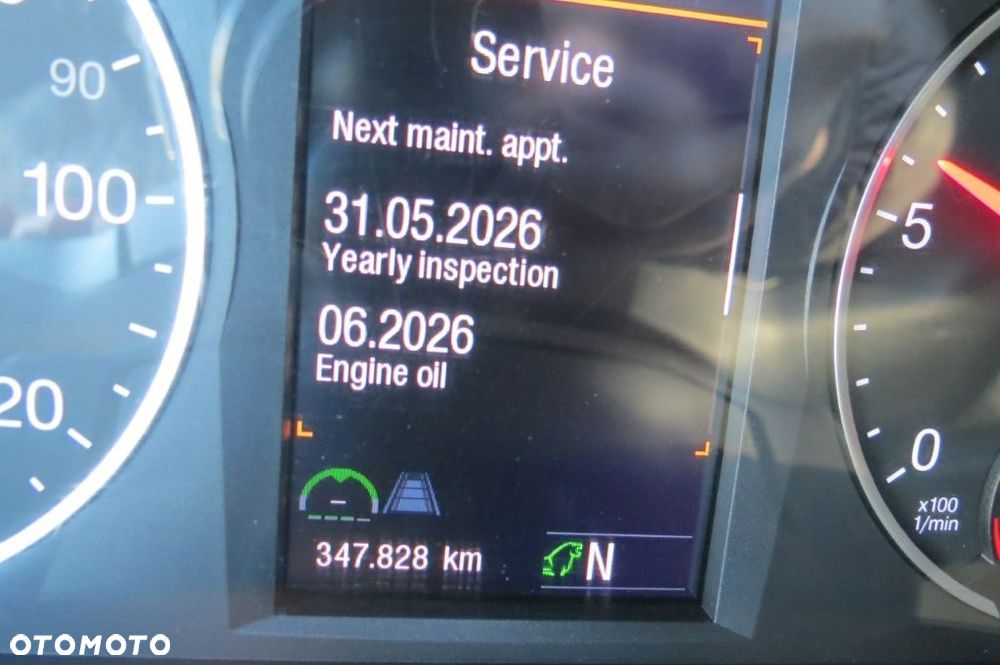 Service
Next maint. appt.
31.05.2026
Yearly inspection
06.2026
Engine oil
347.828 km
N
90
100
20
5
0
x100
1/min
OTOMOTO